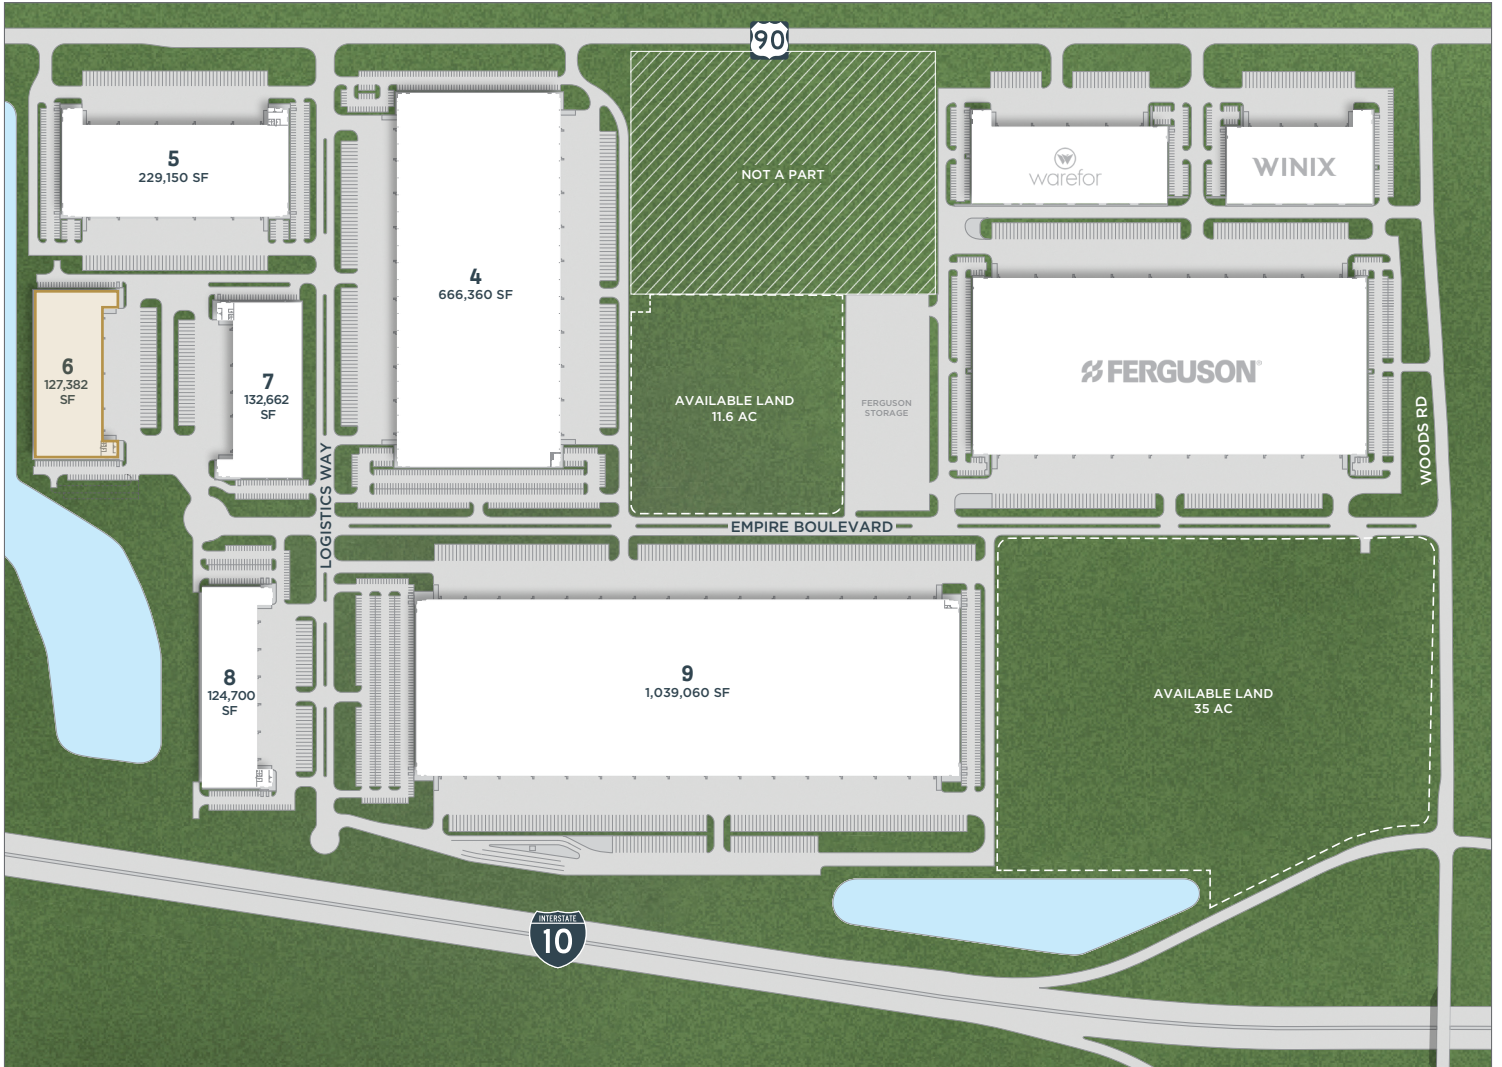 90
5
229,150 SF
NOT A PART
warefor
WINIX
4
666,360 SF
6
127,382
SF
7
132,662
SF
AVAILABLE LAND
11.6 AC
FERGUSON
STORAGE
FERGUSON
WOODS RD
LOGISTICS WAY
EMPIRE BOULEVARD
8
124,700
SF
9
1,039,060 SF
AVAILABLE LAND
35 AC
INTERSTATE
10